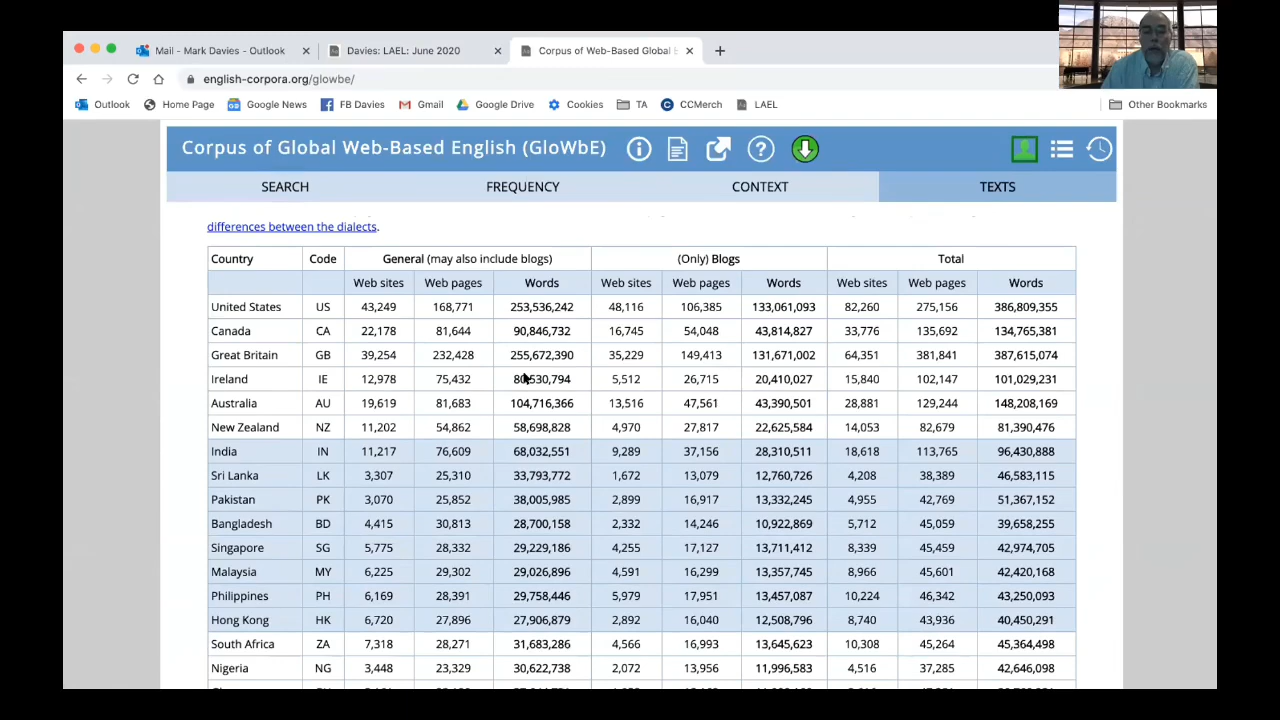 Mail - Mark Davies - Outlook
Davies: LAEL: June 2020
Corpus of Web-Based Global
english-corpora.org/glowbe/
Outlook Home Page Google News FB Davies Gmail Google Drive Cookies TA CCMerch LAEL Other Bookmarks
Corpus of Global Web-Based English (GloWbE)
SEARCH FREQUENCY CONTEXT TEXTS
differences between the dialects.
Country Code General (may also include blogs) (Only) Blogs Total
Web sites Web pages Words Web sites Web pages Words Web sites Web pages Words
United States US 43,249 168,771 253,536,242 48,116 106,385 133,061,093 82,260 275,156 386,809,355
Canada CA 22,178 81,644 90,846,732 16,745 54,048 43,814,827 33,776 135,692 134,765,381
Great Britain GB 39,254 232,428 255,672,390 35,229 149,413 131,671,002 64,351 381,841 387,615,074
Ireland IE 12,978 75,432 80,530,794 5,512 26,715 20,410,027 15,840 102,147 101,029,231
Australia AU 19,619 81,683 104,716,366 13,516 47,561 43,390,501 28,881 129,244 148,208,169
New Zealand NZ 11,202 54,862 58,698,828 4,970 27,817 22,625,584 14,053 82,679 81,390,476
India IN 11,217 76,609 68,032,551 9,289 37,156 28,310,511 18,618 113,765 96,430,888
Sri Lanka LK 3,307 25,310 33,793,772 1,672 13,079 12,760,726 4,208 38,389 46,583,115
Pakistan PK 3,070 25,852 38,005,985 2,899 16,917 13,332,245 4,955 42,769 51,367,152
Bangladesh BD 4,415 30,813 28,700,158 2,332 14,246 10,922,869 5,712 45,059 39,658,255
Singapore SG 5,775 28,332 29,229,186 4,255 17,127 13,711,412 8,339 45,459 42,974,705
Malaysia MY 6,225 29,302 29,026,896 4,591 16,299 13,357,745 8,966 45,601 42,420,168
Philippines PH 6,169 28,391 29,758,446 5,979 17,951 13,457,087 10,224 46,342 43,250,093
Hong Kong HK 6,720 27,896 27,906,879 2,892 16,040 12,508,796 8,740 43,936 40,450,291
South Africa ZA 7,318 28,271 31,683,286 4,566 16,993 13,645,623 10,308 45,264 45,364,498
Nigeria NG 3,448 23,329 30,622,738 2,072 13,956 11,996,583 4,516 37,285 42,646,098